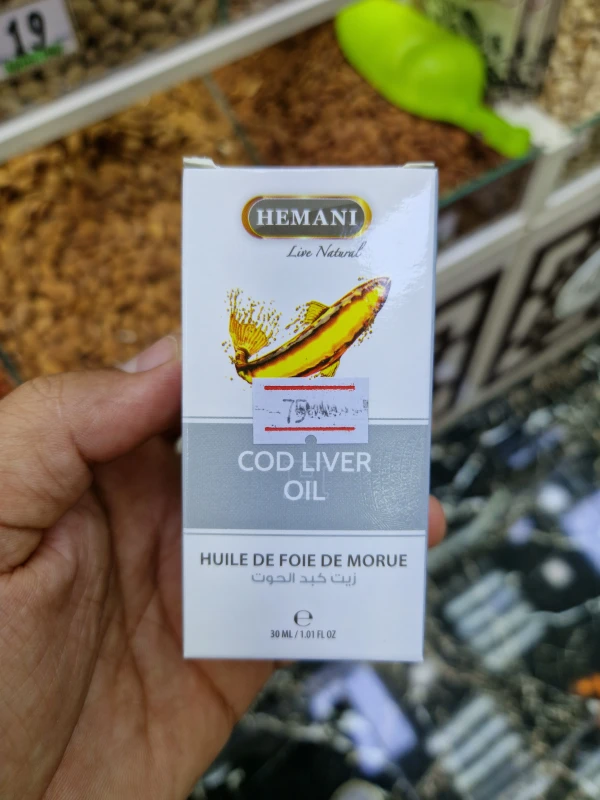 19
HEMANI
Live Natural
75
COD LIVER
OIL
HUILE DE FOIE DE MORUE
زيت كبد الحوت
e
30 ML / 1.01 FL OZ